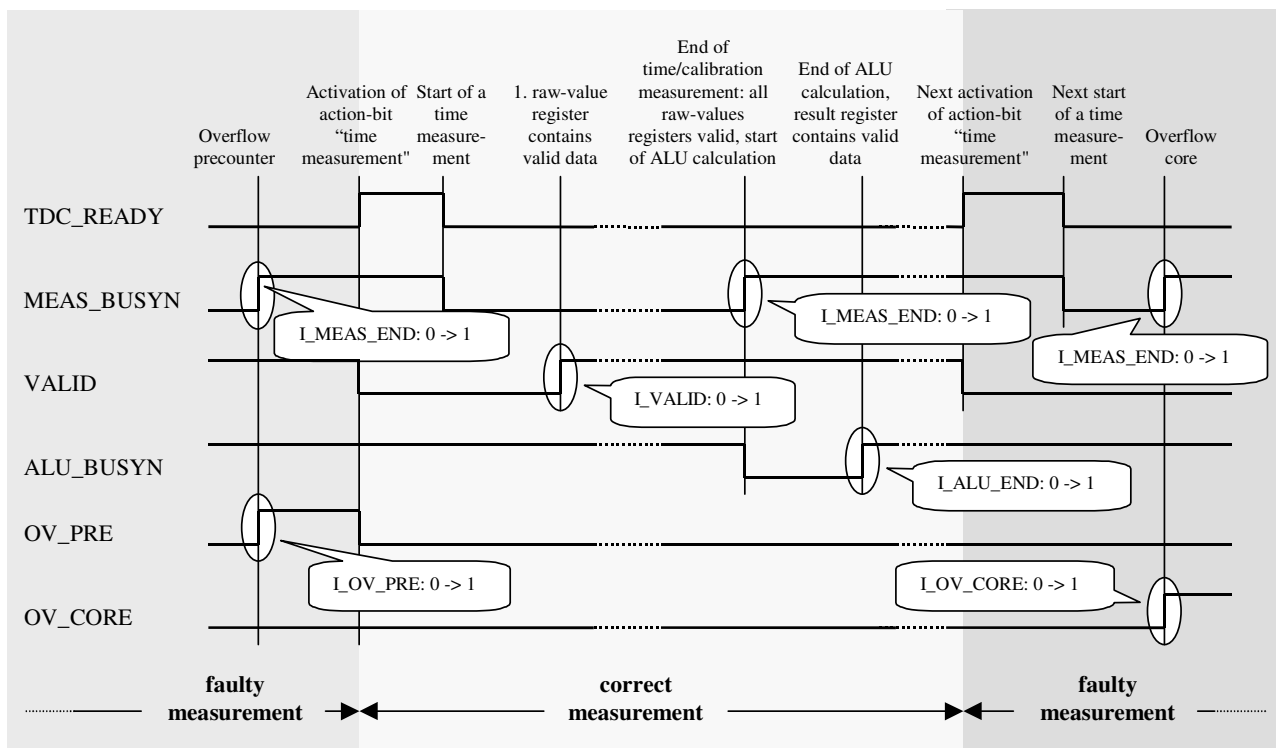 Overflow
precounter
Activation of
action-bit
“time
measurement"
Start of a
time
measure-
ment
1. raw-value
register
contains
valid data
End of
time/calibration
measurement: all
raw-values
registers valid, start
of ALU calculation
End of ALU
calculation,
result register
contains valid
data
Next activation
of action-bit
“time
measurement"
Next start
of a time
measure-
ment
Overflow
core
TDC_READY
MEAS_BUSYN
I_MEAS_END: 0 -> 1
I_MEAS_END: 0 -> 1
I_MEAS_END: 0 -> 1
VALID
I_VALID: 0 -> 1
ALU_BUSYN
I_ALU_END: 0 -> 1
OV_PRE
I_OV_PRE: 0 -> 1
I_OV_CORE: 0 -> 1
OV_CORE
faulty
measurement
correct
measurement
faulty
measurement